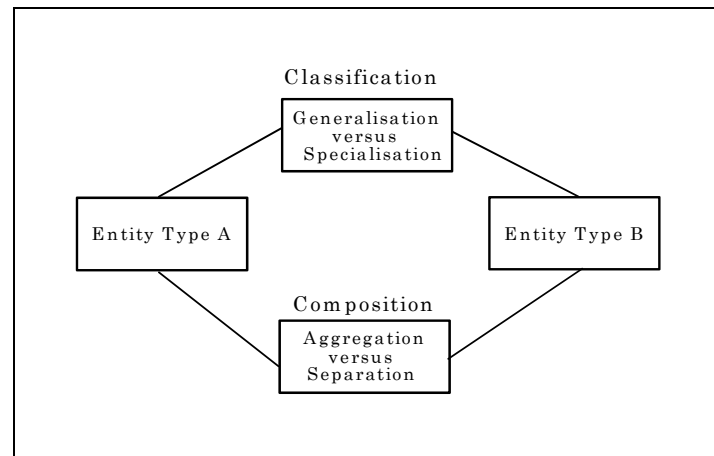 Classification
Generalisation
versus
Specialisation
Entity Type A
Entity Type B
Composition
Aggregation
versus
Separation